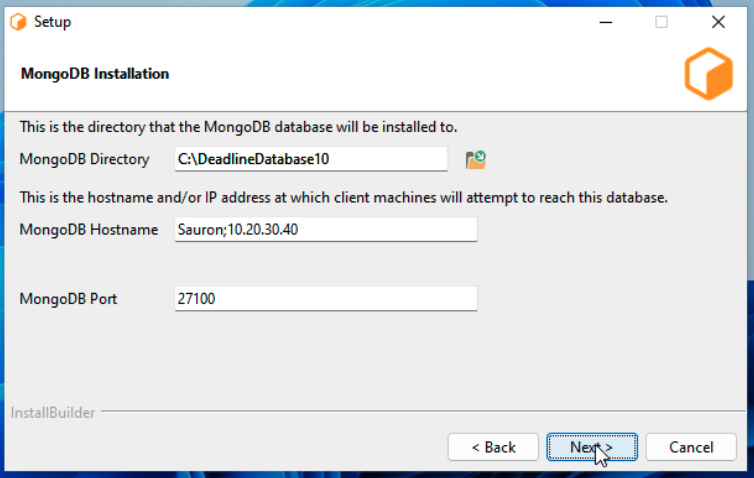 Setup
MongoDB Installation
This is the directory that the MongoDB database will be installed to.
MongoDB Directory C:\DeadlineDatabase10
This is the hostname and/or IP address at which client machines will attempt to reach this database.
MongoDB Hostname Sauron;10.20.30.40
MongoDB Port 27100
InstallBuilder
< Back Next > Cancel